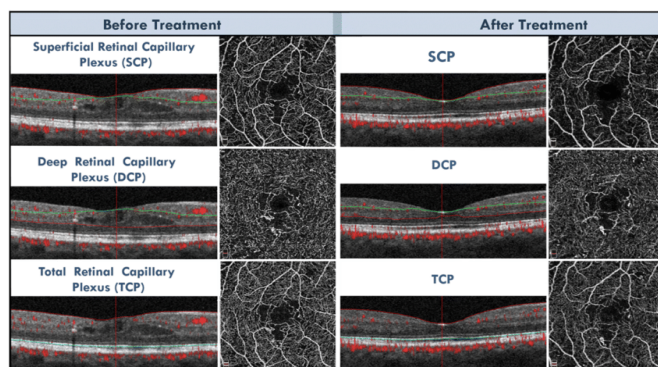 Before Treatment
After Treatment
Superficial Retinal Capillary
Plexus (SCP)
SCP
Deep Retinal Capillary
Plexus (DCP)
DCP
Total Retinal Capillary
Plexus (TCP)
TCP